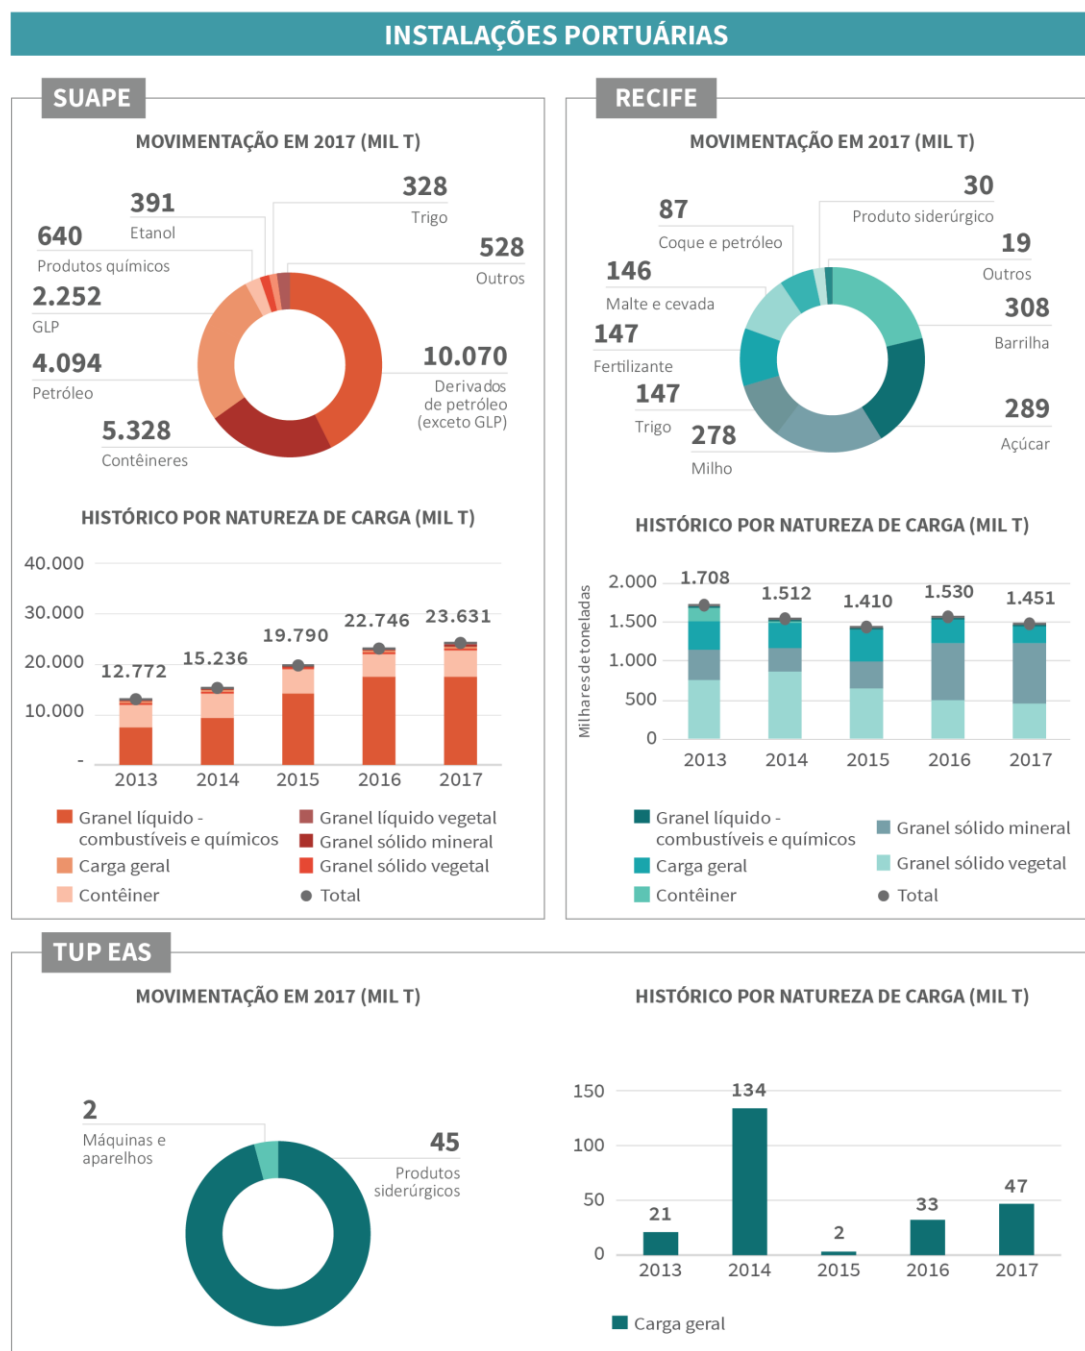 INSTALAÇÕES PORTUÁRIAS
SUAPE
MOVIMENTAÇÃO EM 2017 (MIL T)
328
Trigo
391
Etanol
640
Produtos químicos
528
Outros
2.252
GLP
4.094
Petróleo
10.070
Derivados
de petróleo
(exceto GLP)
5.328
Contêineres
HISTÓRICO POR NATUREZA DE CARGA (MIL T)
40.000
30.000
20.000
10.000
-
12.772
15.236
19.790
22.746
23.631
2013
2014
2015
2016
2017
Granel líquido -
combustíveis e químicos
Carga geral
Contêiner
Granel líquido vegetal
Granel sólido mineral
Granel sólido vegetal
Total
RECIFE
MOVIMENTAÇÃO EM 2017 (MIL T)
30
Produto siderúrgico
87
Coque e petróleo
19
Outros
146
Malte e cevada
308
Barrilha
147
Fertilizante
147
Trigo
289
Açúcar
278
Milho
HISTÓRICO POR NATUREZA DE CARGA (MIL T)
Milhares de toneladas
2.000
1.500
1.000
500
0
1.708
1.512
1.410
1.530
1.451
2013
2014
2015
2016
2017
Granel líquido -
combustíveis e químicos
Carga geral
Contêiner
Granel sólido mineral
Granel sólido vegetal
Total
TUP EAS
MOVIMENTAÇÃO EM 2017 (MIL T)
2
Máquinas e
aparelhos
45
Produtos
siderúrgicos
HISTÓRICO POR NATUREZA DE CARGA (MIL T)
150
100
50
0
21
134
2
33
47
2013
2014
2015
2016
2017
Carga geral